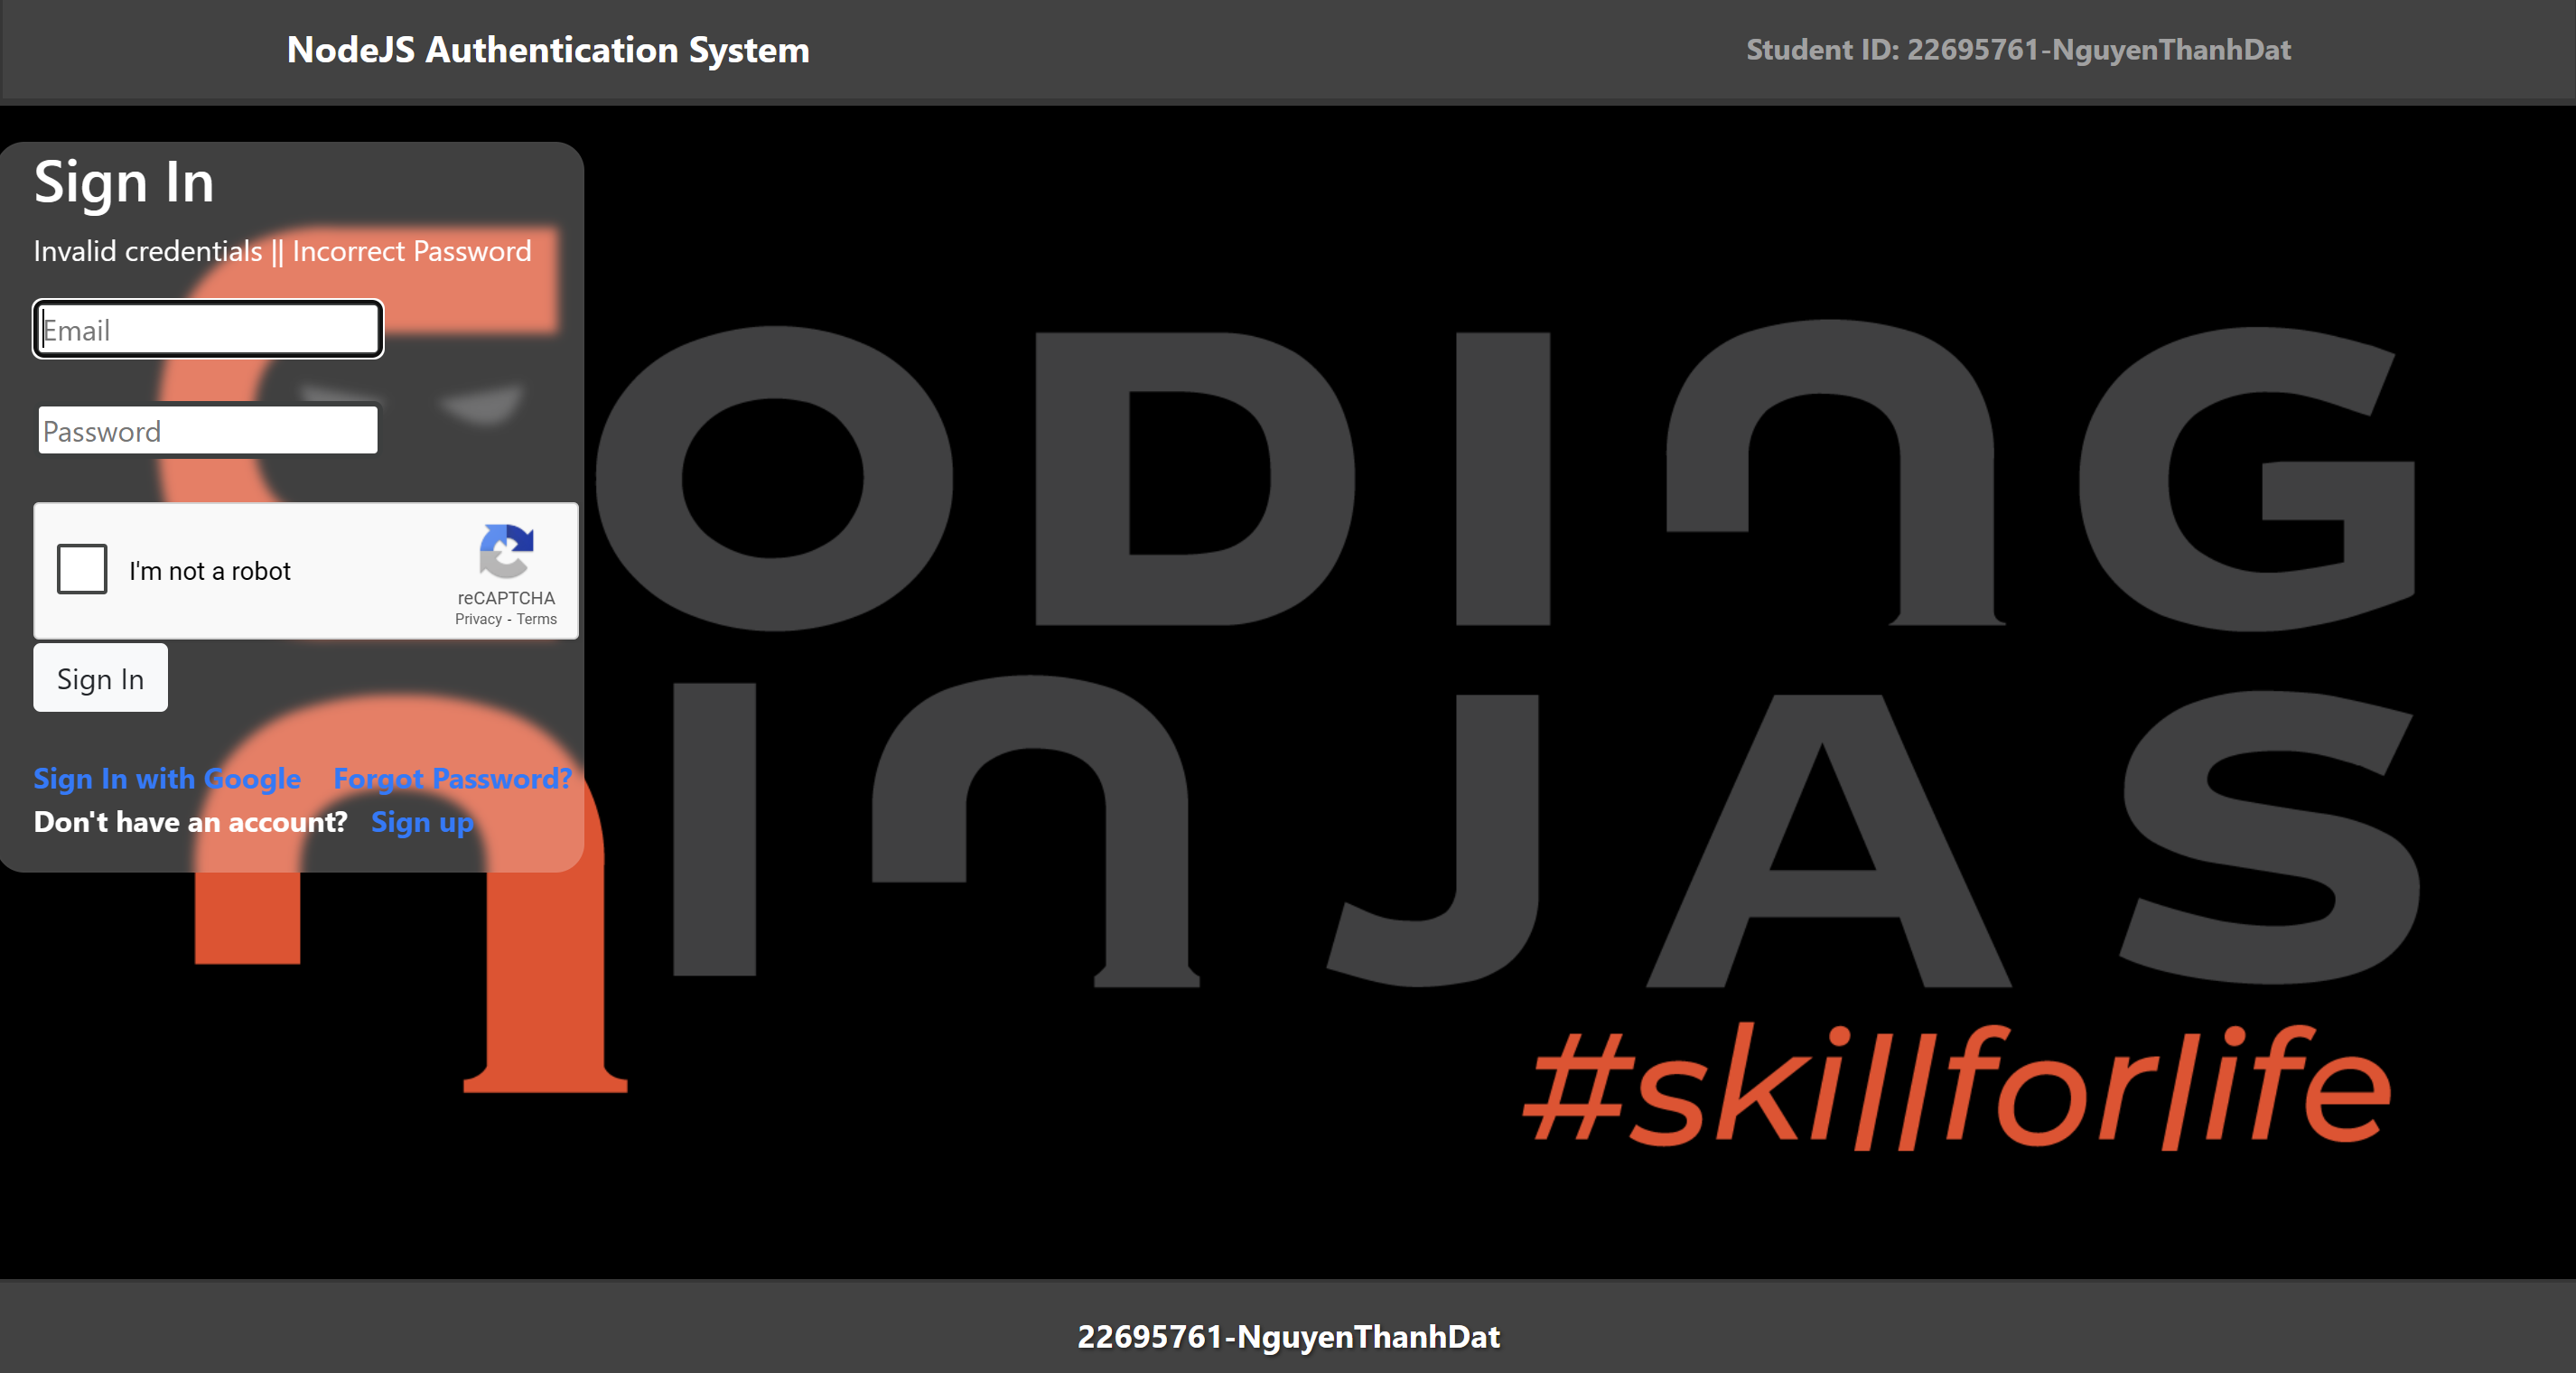 NodeJS Authentication System
Student ID: 22695761-NguyenThanhDat
Sign In
Invalid credentials || Incorrect Password
Email
Password
I'm not a robot
reCAPTCHA
Privacy - Terms
Sign In
Sign In with Google Forgot Password?
Don't have an account? Sign up
CODING
NINJAS
#skillforlife
22695761-NguyenThanhDat